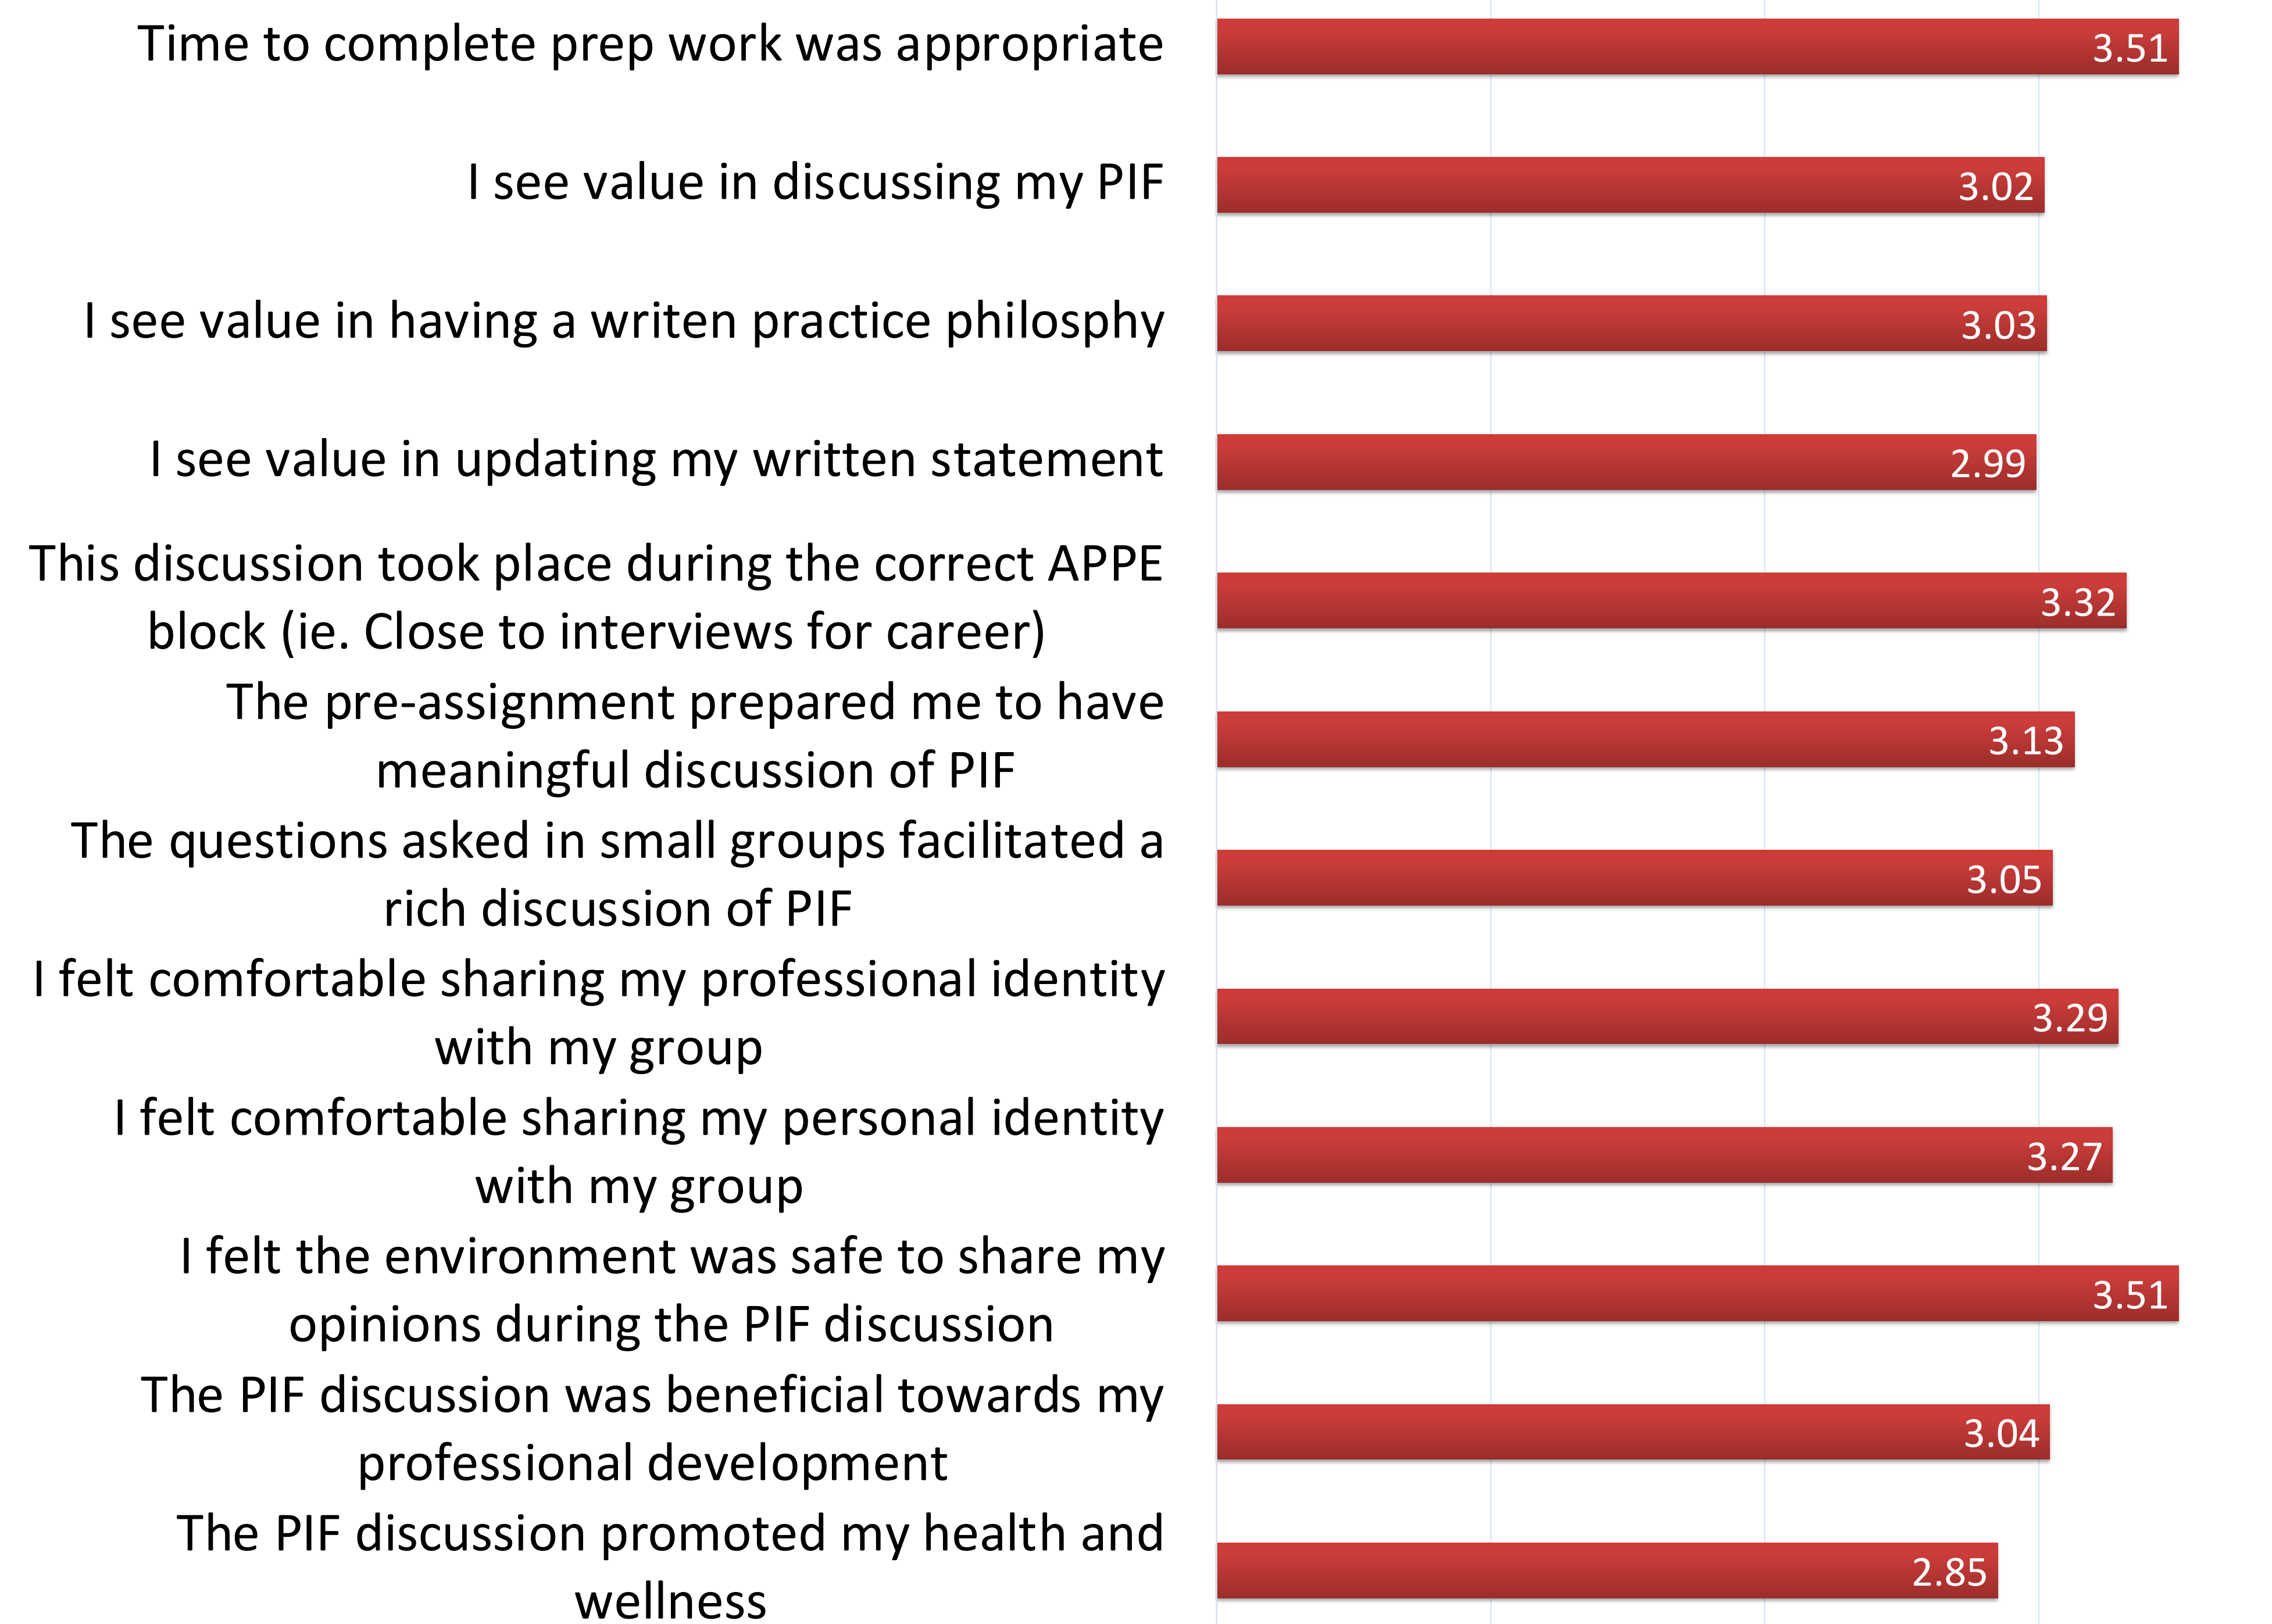 Time to complete prep work was appropriate
3.51
I see value in discussing my PIF
3.02
I see value in having a writen practice philosphy
3.03
I see value in updating my written statement
2.99
This discussion took place during the correct APPE
block (ie. Close to interviews for career)
3.32
The pre-assignment prepared me to have
meaningful discussion of PIF
3.13
The questions asked in small groups facilitated a
rich discussion of PIF
3.05
I felt comfortable sharing my professional identity
with my group
3.29
I felt comfortable sharing my personal identity
with my group
3.27
I felt the environment was safe to share my
opinions during the PIF discussion
3.51
The PIF discussion was beneficial towards my
professional development
3.04
The PIF discussion promoted my health and
wellness
2.85